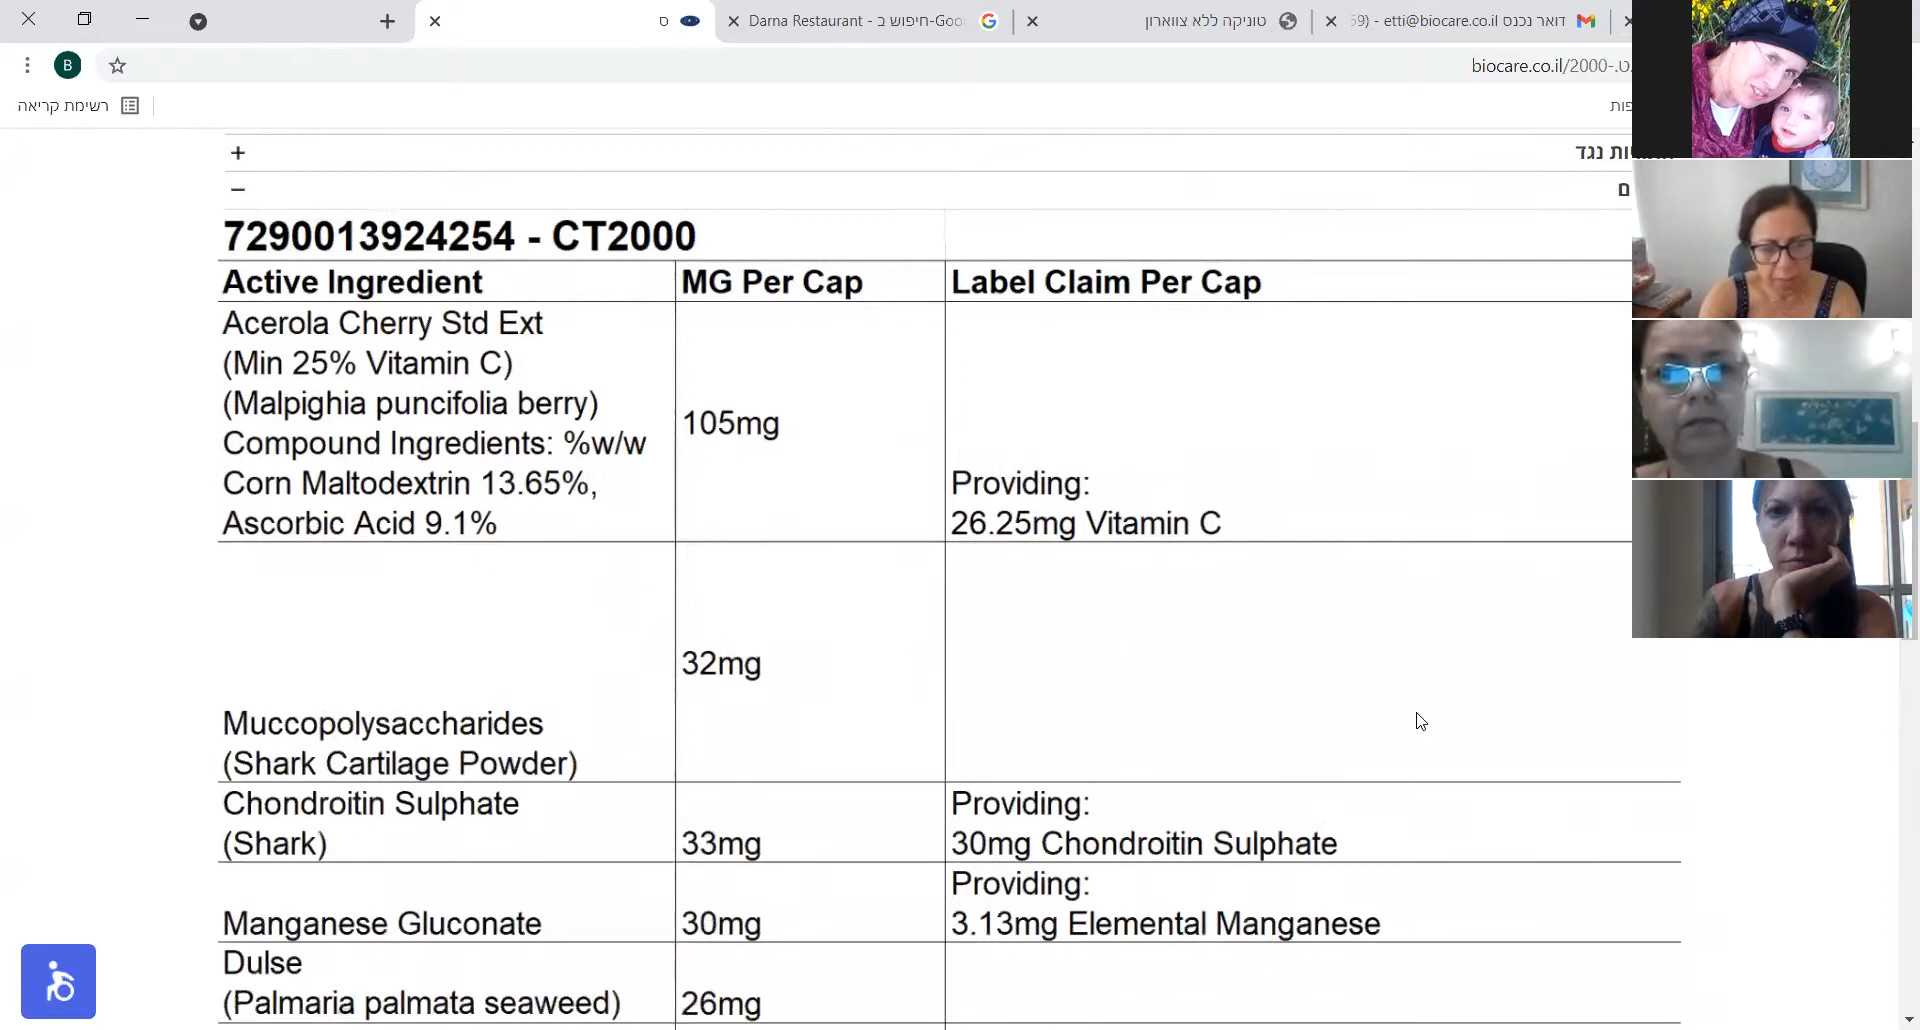 ס
חיפוש ב- Darna Restaurant - Goo
טוניקה ללא צווארון
דואר נכנס (59 - etti@biocare.co.il
B
biocare.co.il/2000-.ט
רשימת קריאה
+
ות נגד
−
ם
7290013924254 - CT2000
Active Ingredient MG Per Cap Label Claim Per Cap
Acerola Cherry Std Ext
(Min 25% Vitamin C)
(Malpighia puncifolia berry)
Compound Ingredients: %w/w
Corn Maltodextrin 13.65%,
Ascorbic Acid 9.1%
105mg
Providing:
26.25mg Vitamin C
Muccopolysaccharides
(Shark Cartilage Powder)
32mg
Chondroitin Sulphate
(Shark)
33mg
Providing:
30mg Chondroitin Sulphate
Manganese Gluconate
30mg
Providing:
3.13mg Elemental Manganese
Dulse
(Palmaria palmata seaweed)
26mg